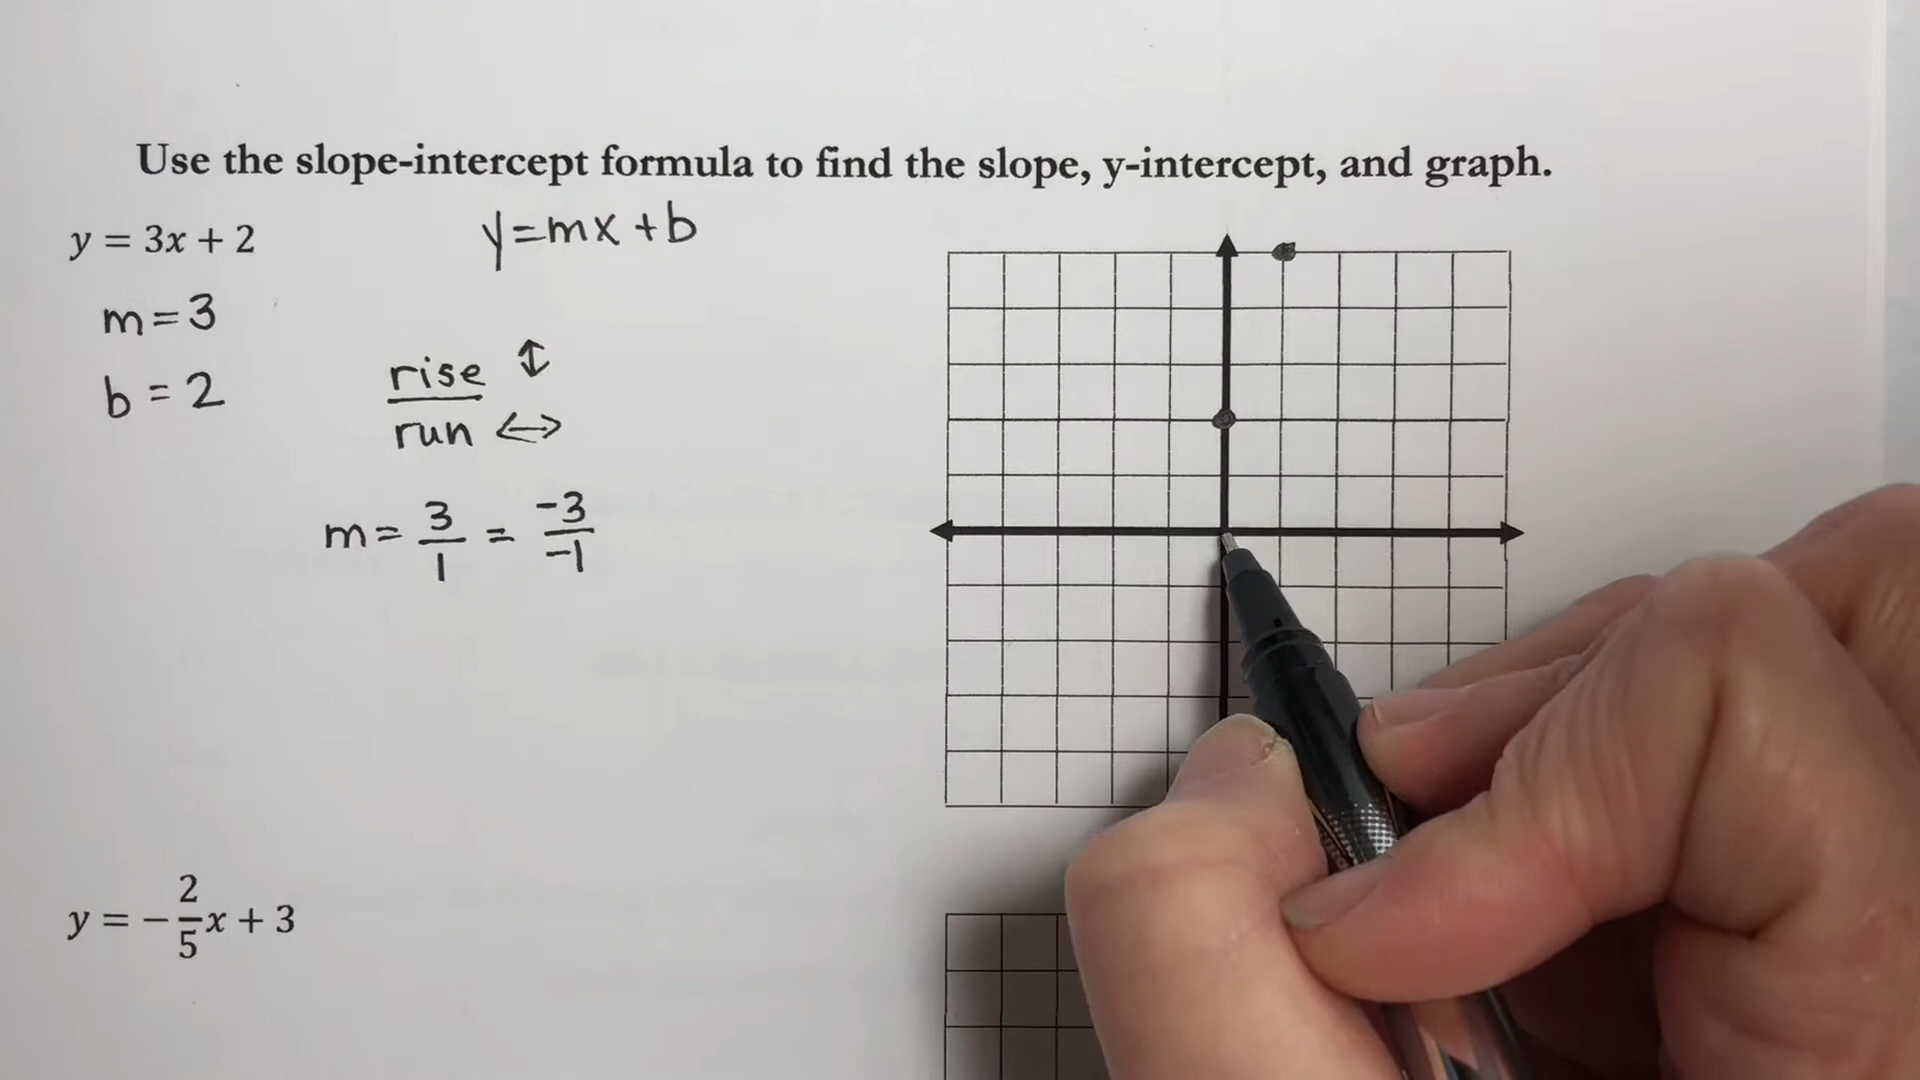 Use the slope-intercept formula to find the slope, y-intercept, and graph.
y = 3x + 2
y=mx+b
m=3
b=2
rise ↕
run ↔
m= 3/1 = -3/-1
y = -2/5x + 3